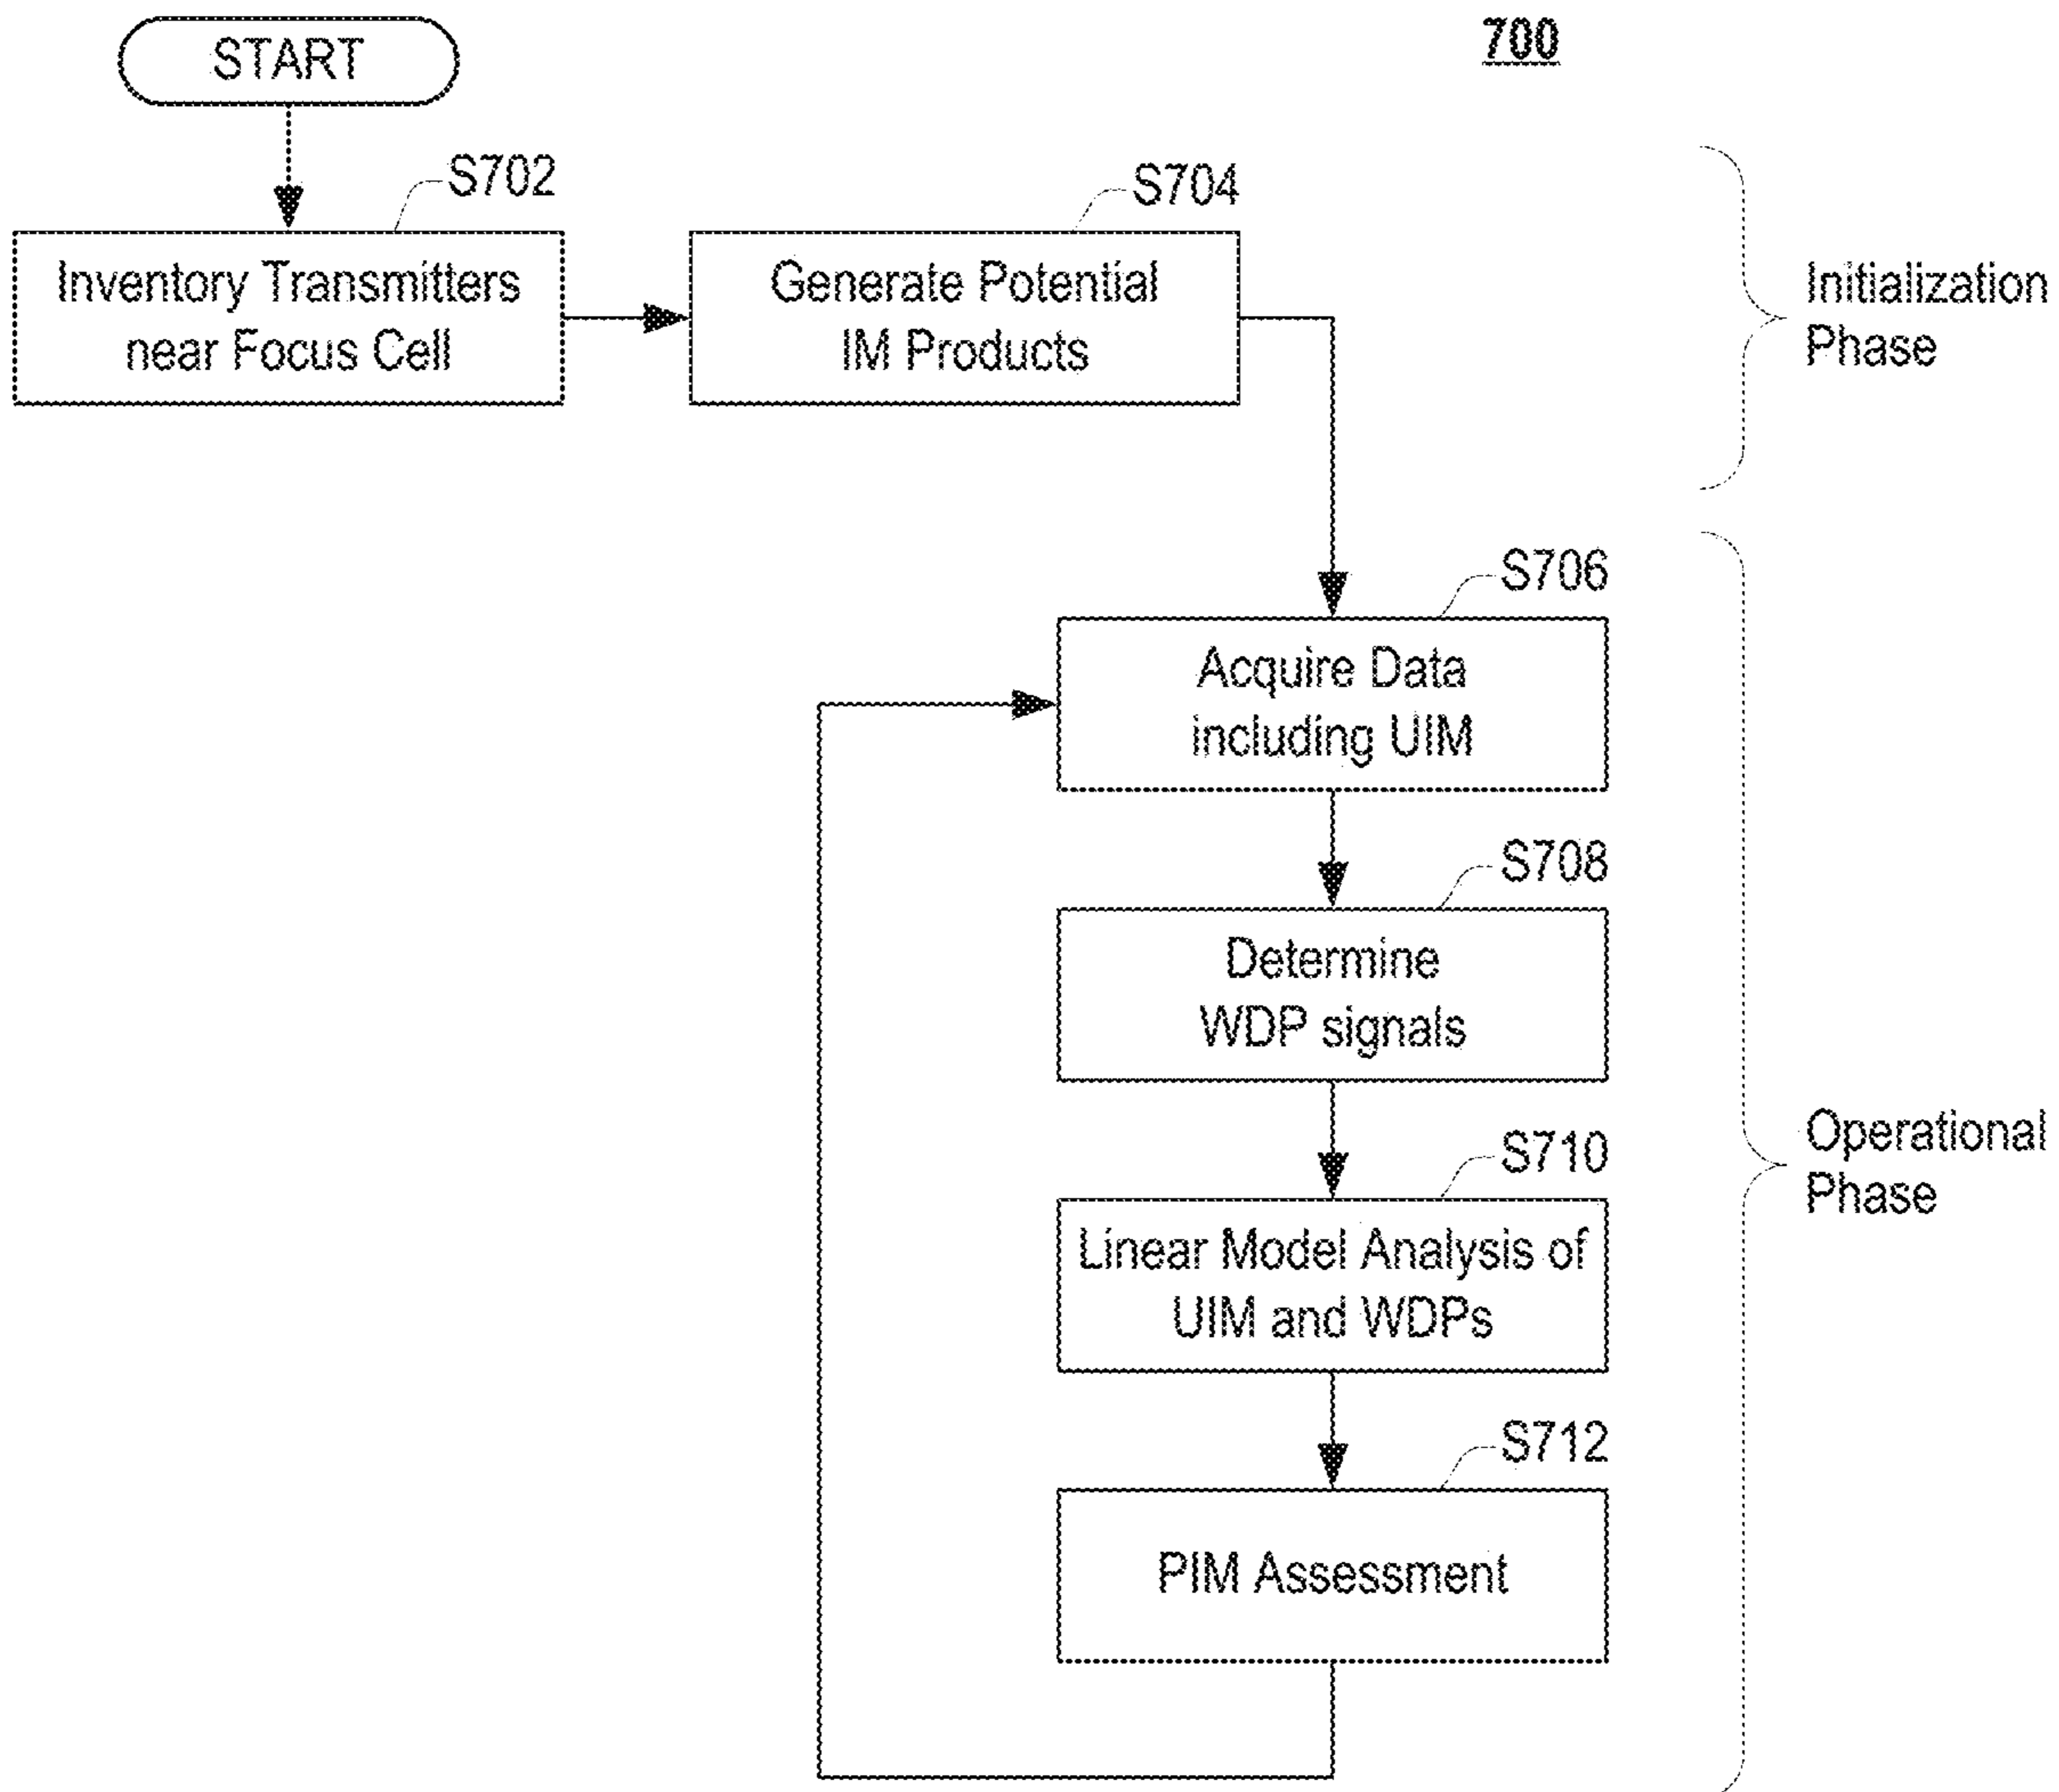 700
START
S702
Inventory Transmitters
near Focus Cell
S704
Generate Potential
IM Products
Initialization
Phase
S706
Acquire Data
including UIM
S708
Determine
WDP signals
S710
Linear Model Analysis of
UIM and WDPs
S712
PIM Assessment
Operational
Phase